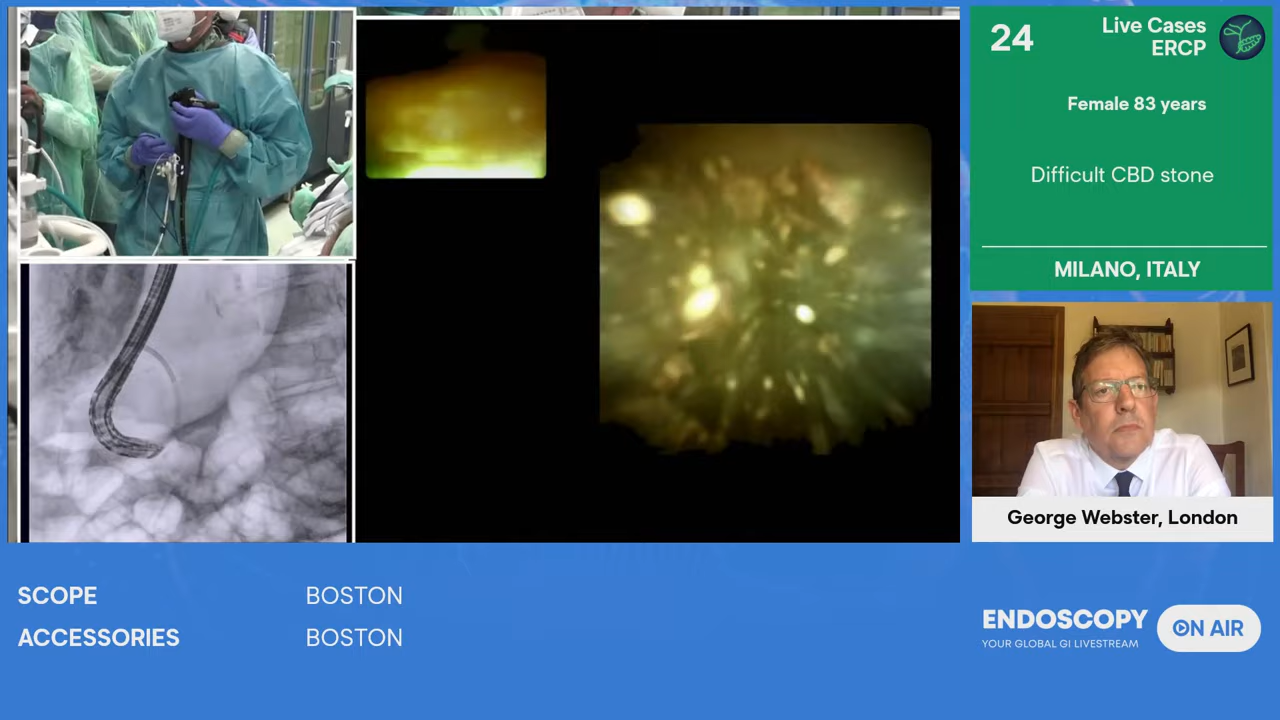 24
Live Cases
ERCP
Female 83 years
Difficult CBD stone
MILANO, ITALY
George Webster, London
SCOPE BOSTON
ACCESSORIES BOSTON
ENDOSCOPY
YOUR GLOBAL GI LIVESTREAM
ON AIR